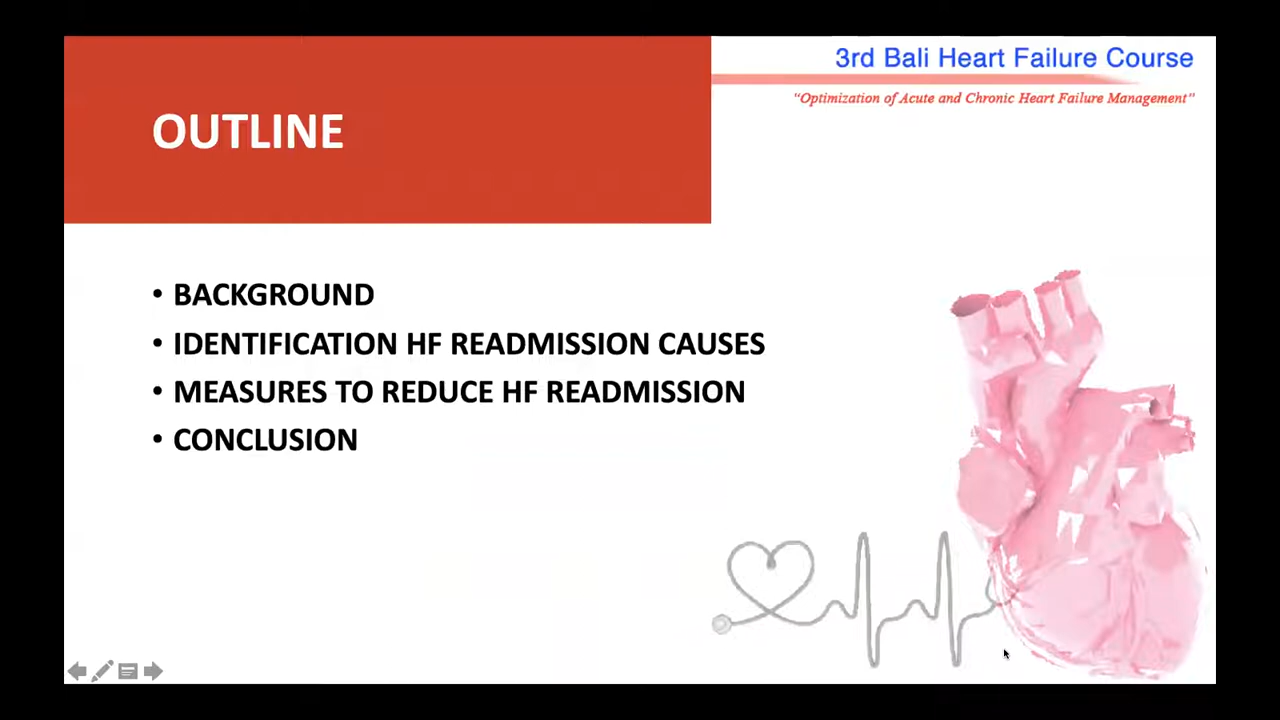 3rd Bali Heart Failure Course
"Optimization of Acute and Chronic Heart Failure Management"
OUTLINE
• BACKGROUND
• IDENTIFICATION HF READMISSION CAUSES
• MEASURES TO REDUCE HF READMISSION
• CONCLUSION